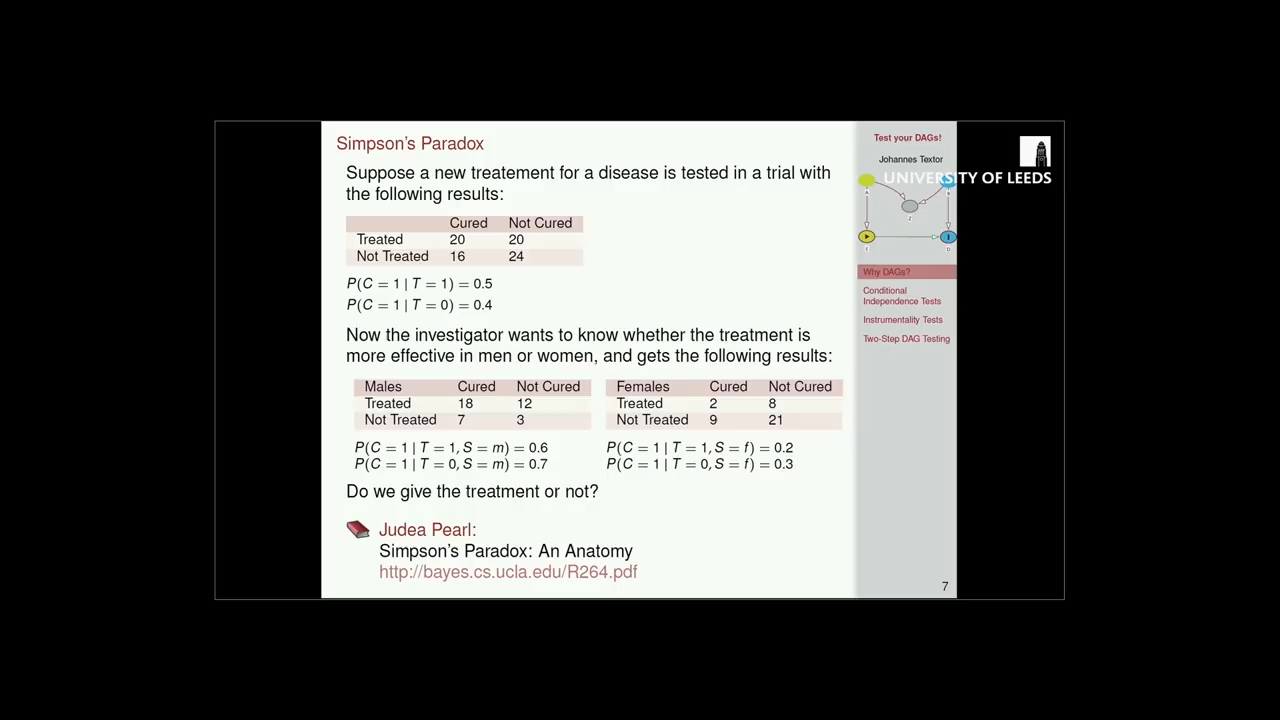 Simpson's Paradox
Suppose a new treatement for a disease is tested in a trial with
the following results:
Cured Not Cured
Treated 20 20
Not Treated 16 24
P(C = 1 | T = 1) = 0.5
P(C = 1 | T = 0) = 0.4
Now the investigator wants to know whether the treatment is
more effective in men or women, and gets the following results:
Males Cured Not Cured
Treated 18 12
Not Treated 7 3
P(C = 1 | T = 1, S = m) = 0.6
P(C = 1 | T = 0, S = m) = 0.7
Females Cured Not Cured
Treated 2 8
Not Treated 9 21
P(C = 1 | T = 1, S = f) = 0.2
P(C = 1 | T = 0, S = f) = 0.3
Do we give the treatment or not?
Judea Pearl:
Simpson's Paradox: An Anatomy
http://bayes.cs.ucla.edu/R264.pdf
Test your DAGs!
Johannes Textor
UNIVERSITY OF LEEDS
A
Z
E
D
Why DAGs?
Conditional
Independence Tests
Instrumentality Tests
Two-Step DAG Testing
7